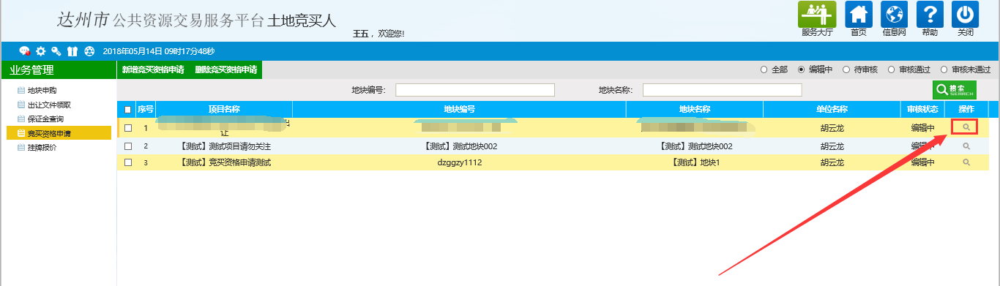 达州市 公共资源交易服务平台 土地竞买人
王五，欢迎您!
服务大厅 首页 信息网 帮助 关闭
2018年05月14日 09时17分48秒
业务管理
地块申购
出让文件领取
保证金查询
竞买资格申请
挂牌报价
新增竞买资格申请 删除竞买资格申请
全部 编辑中 待审核 审核通过 审核未通过
地块编号： 地块名称： 搜索 SEARCH
序号 项目名称 地块编号 地块名称 单位名称 审核状态 操作
1 让 胡云龙 编辑中
2 【测试】测试项目请勿关注 【测试】测试地块002 【测试】测试地块002 胡云龙 编辑中
3 【测试】竞买资格申请测试 dzggzy1112 【测试】地块1 胡云龙 编辑中